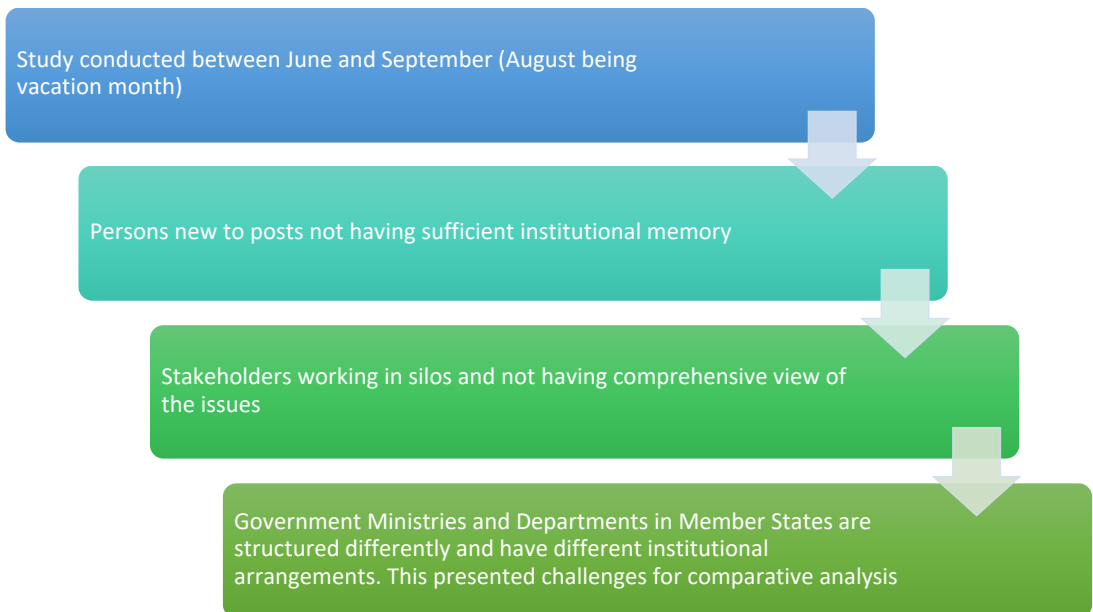 Study conducted between June and September (August being
vacation month)
Persons new to posts not having sufficient institutional memory
Stakeholders working in silos and not having comprehensive view of
the issues
Government Ministries and Departments in Member States are
structured differently and have different institutional
arrangements. This presented challenges for comparative analysis